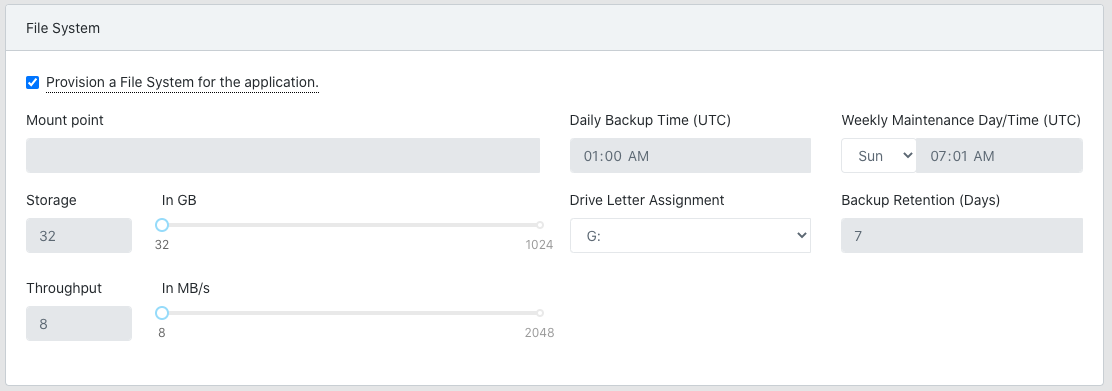 File System
Provision a File System for the application.
Mount point
Daily Backup Time (UTC)
Weekly Maintenance Day/Time (UTC)
01:00 AM
Sun
07:01 AM
Storage
In GB
Drive Letter Assignment
Backup Retention (Days)
32
32
1024
G:
7
Throughput
In MB/s
8
8
2048